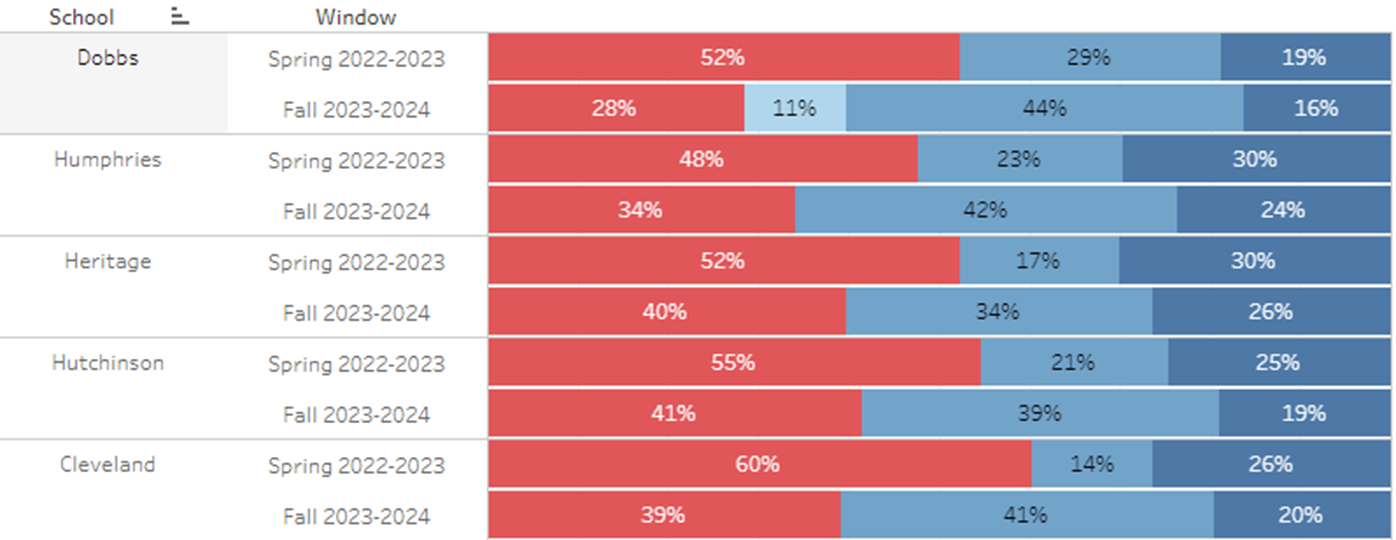 School Window
Dobbs Spring 2022-2023 52% 29% 19%
Fall 2023-2024 28% 11% 44% 16%
Humphries Spring 2022-2023 48% 23% 30%
Fall 2023-2024 34% 42% 24%
Heritage Spring 2022-2023 52% 17% 30%
Fall 2023-2024 40% 34% 26%
Hutchinson Spring 2022-2023 55% 21% 25%
Fall 2023-2024 41% 39% 19%
Cleveland Spring 2022-2023 60% 14% 26%
Fall 2023-2024 39% 41% 20%